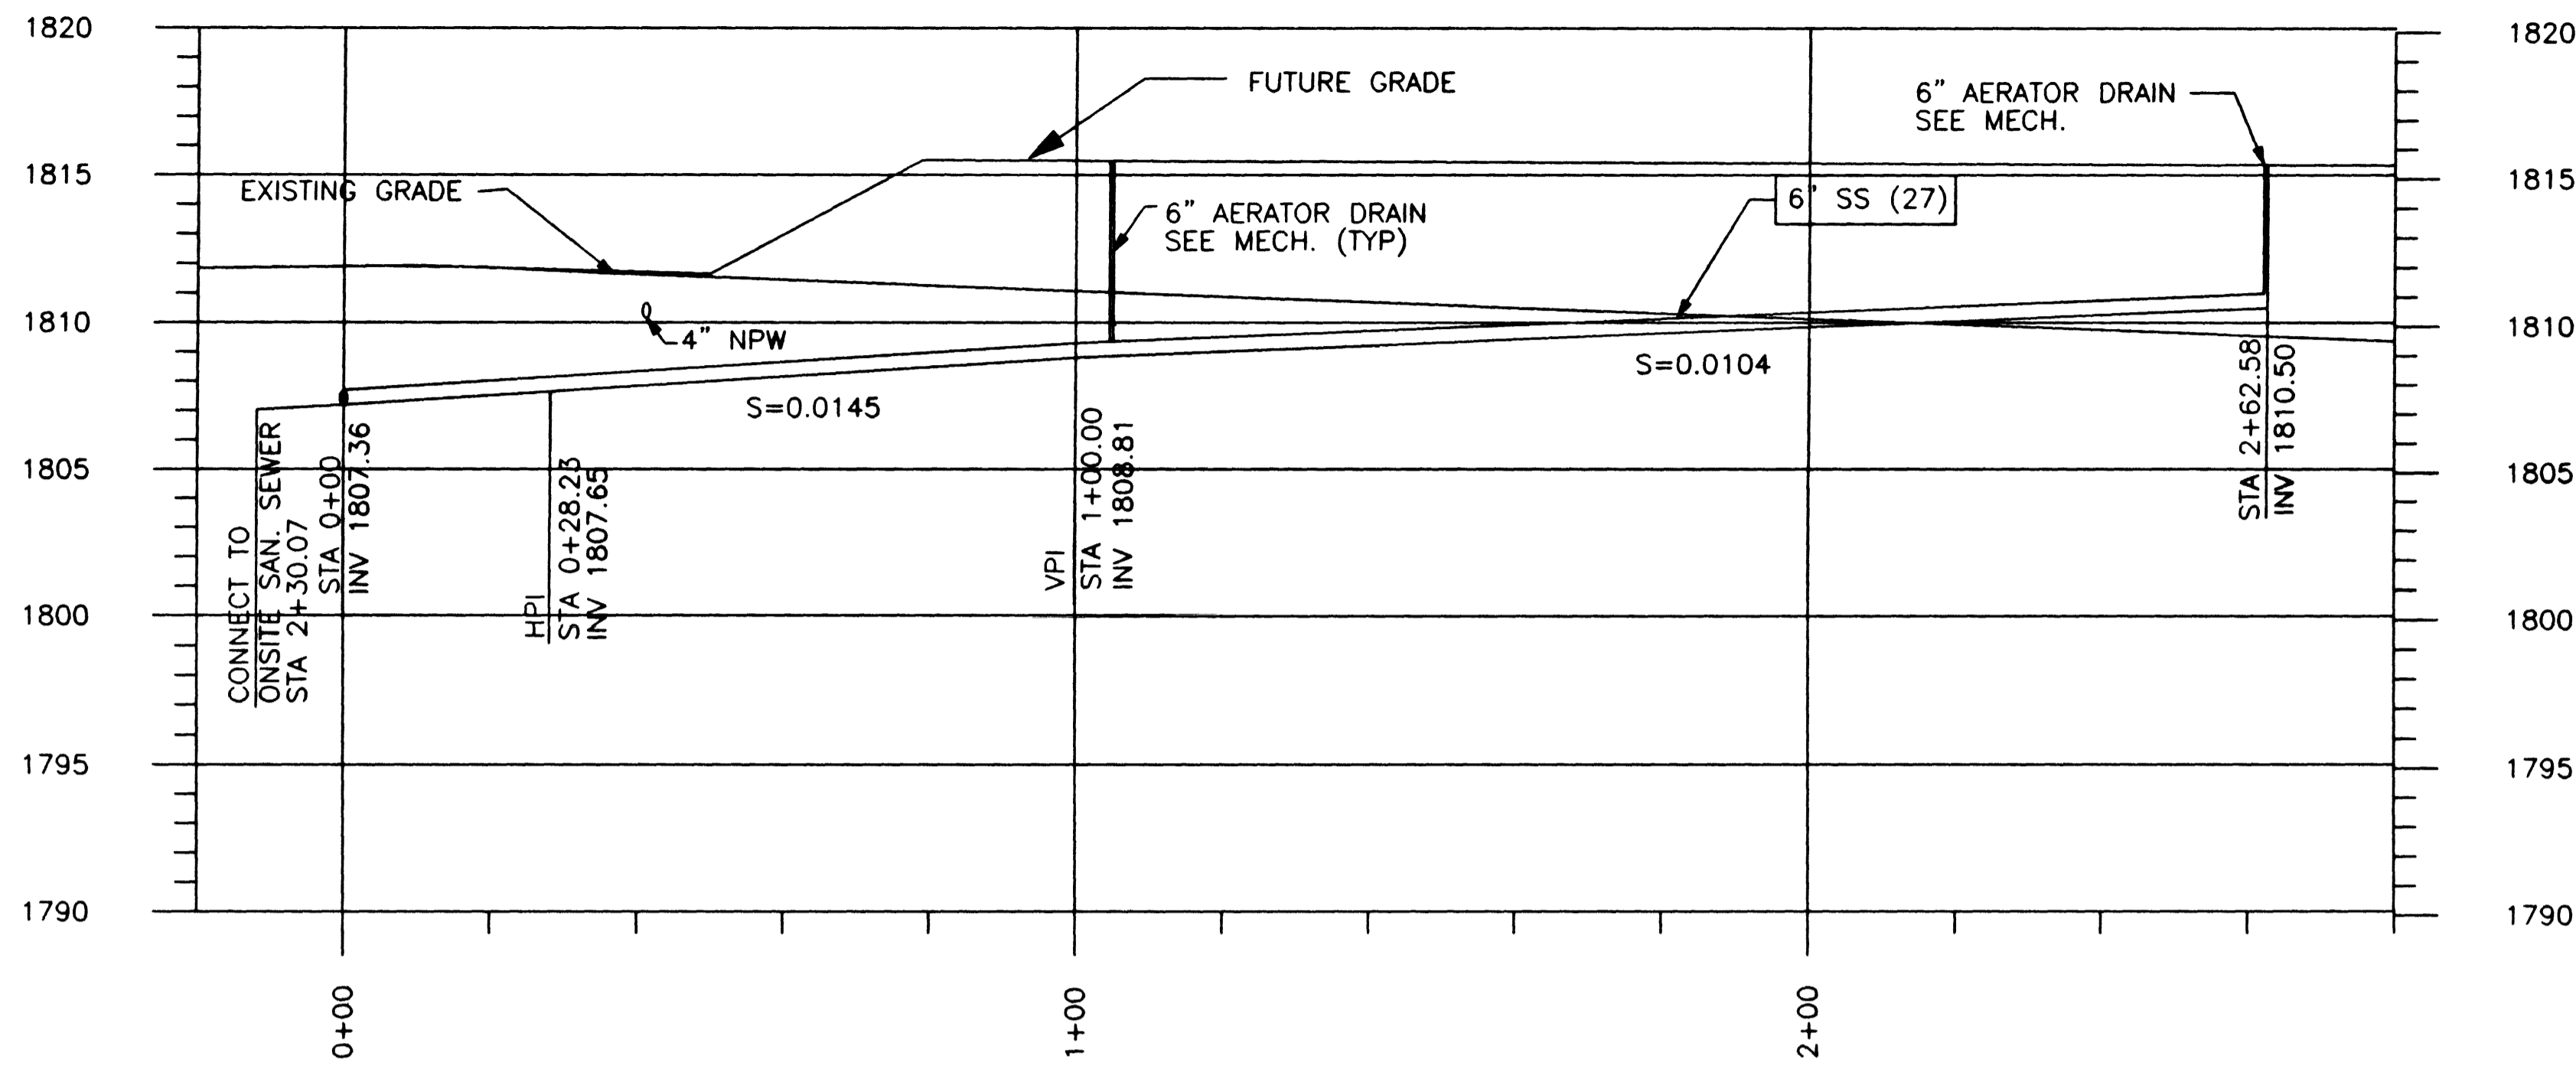 1820
1820
FUTURE GRADE
6" AERATOR DRAIN
SEE MECH.
1815
1815
EXISTING GRADE
6" AERATOR DRAIN
SEE MECH. (TYP)
6" SS (27)
1810
1810
4" NPW
S=0.0104
S=0.0145
1805
1805
CONNECT TO
ONSITE SAN. SEWER
STA 2+30.07
STA 0+00
INV 1807.36
HPI
STA 0+28.23
INV 1807.65
VPI
STA 1+00.00
INV 1808.81
STA 2+62.58
INV 1810.50
1800
1800
1795
1795
1790
1790
0+00
1+00
2+00